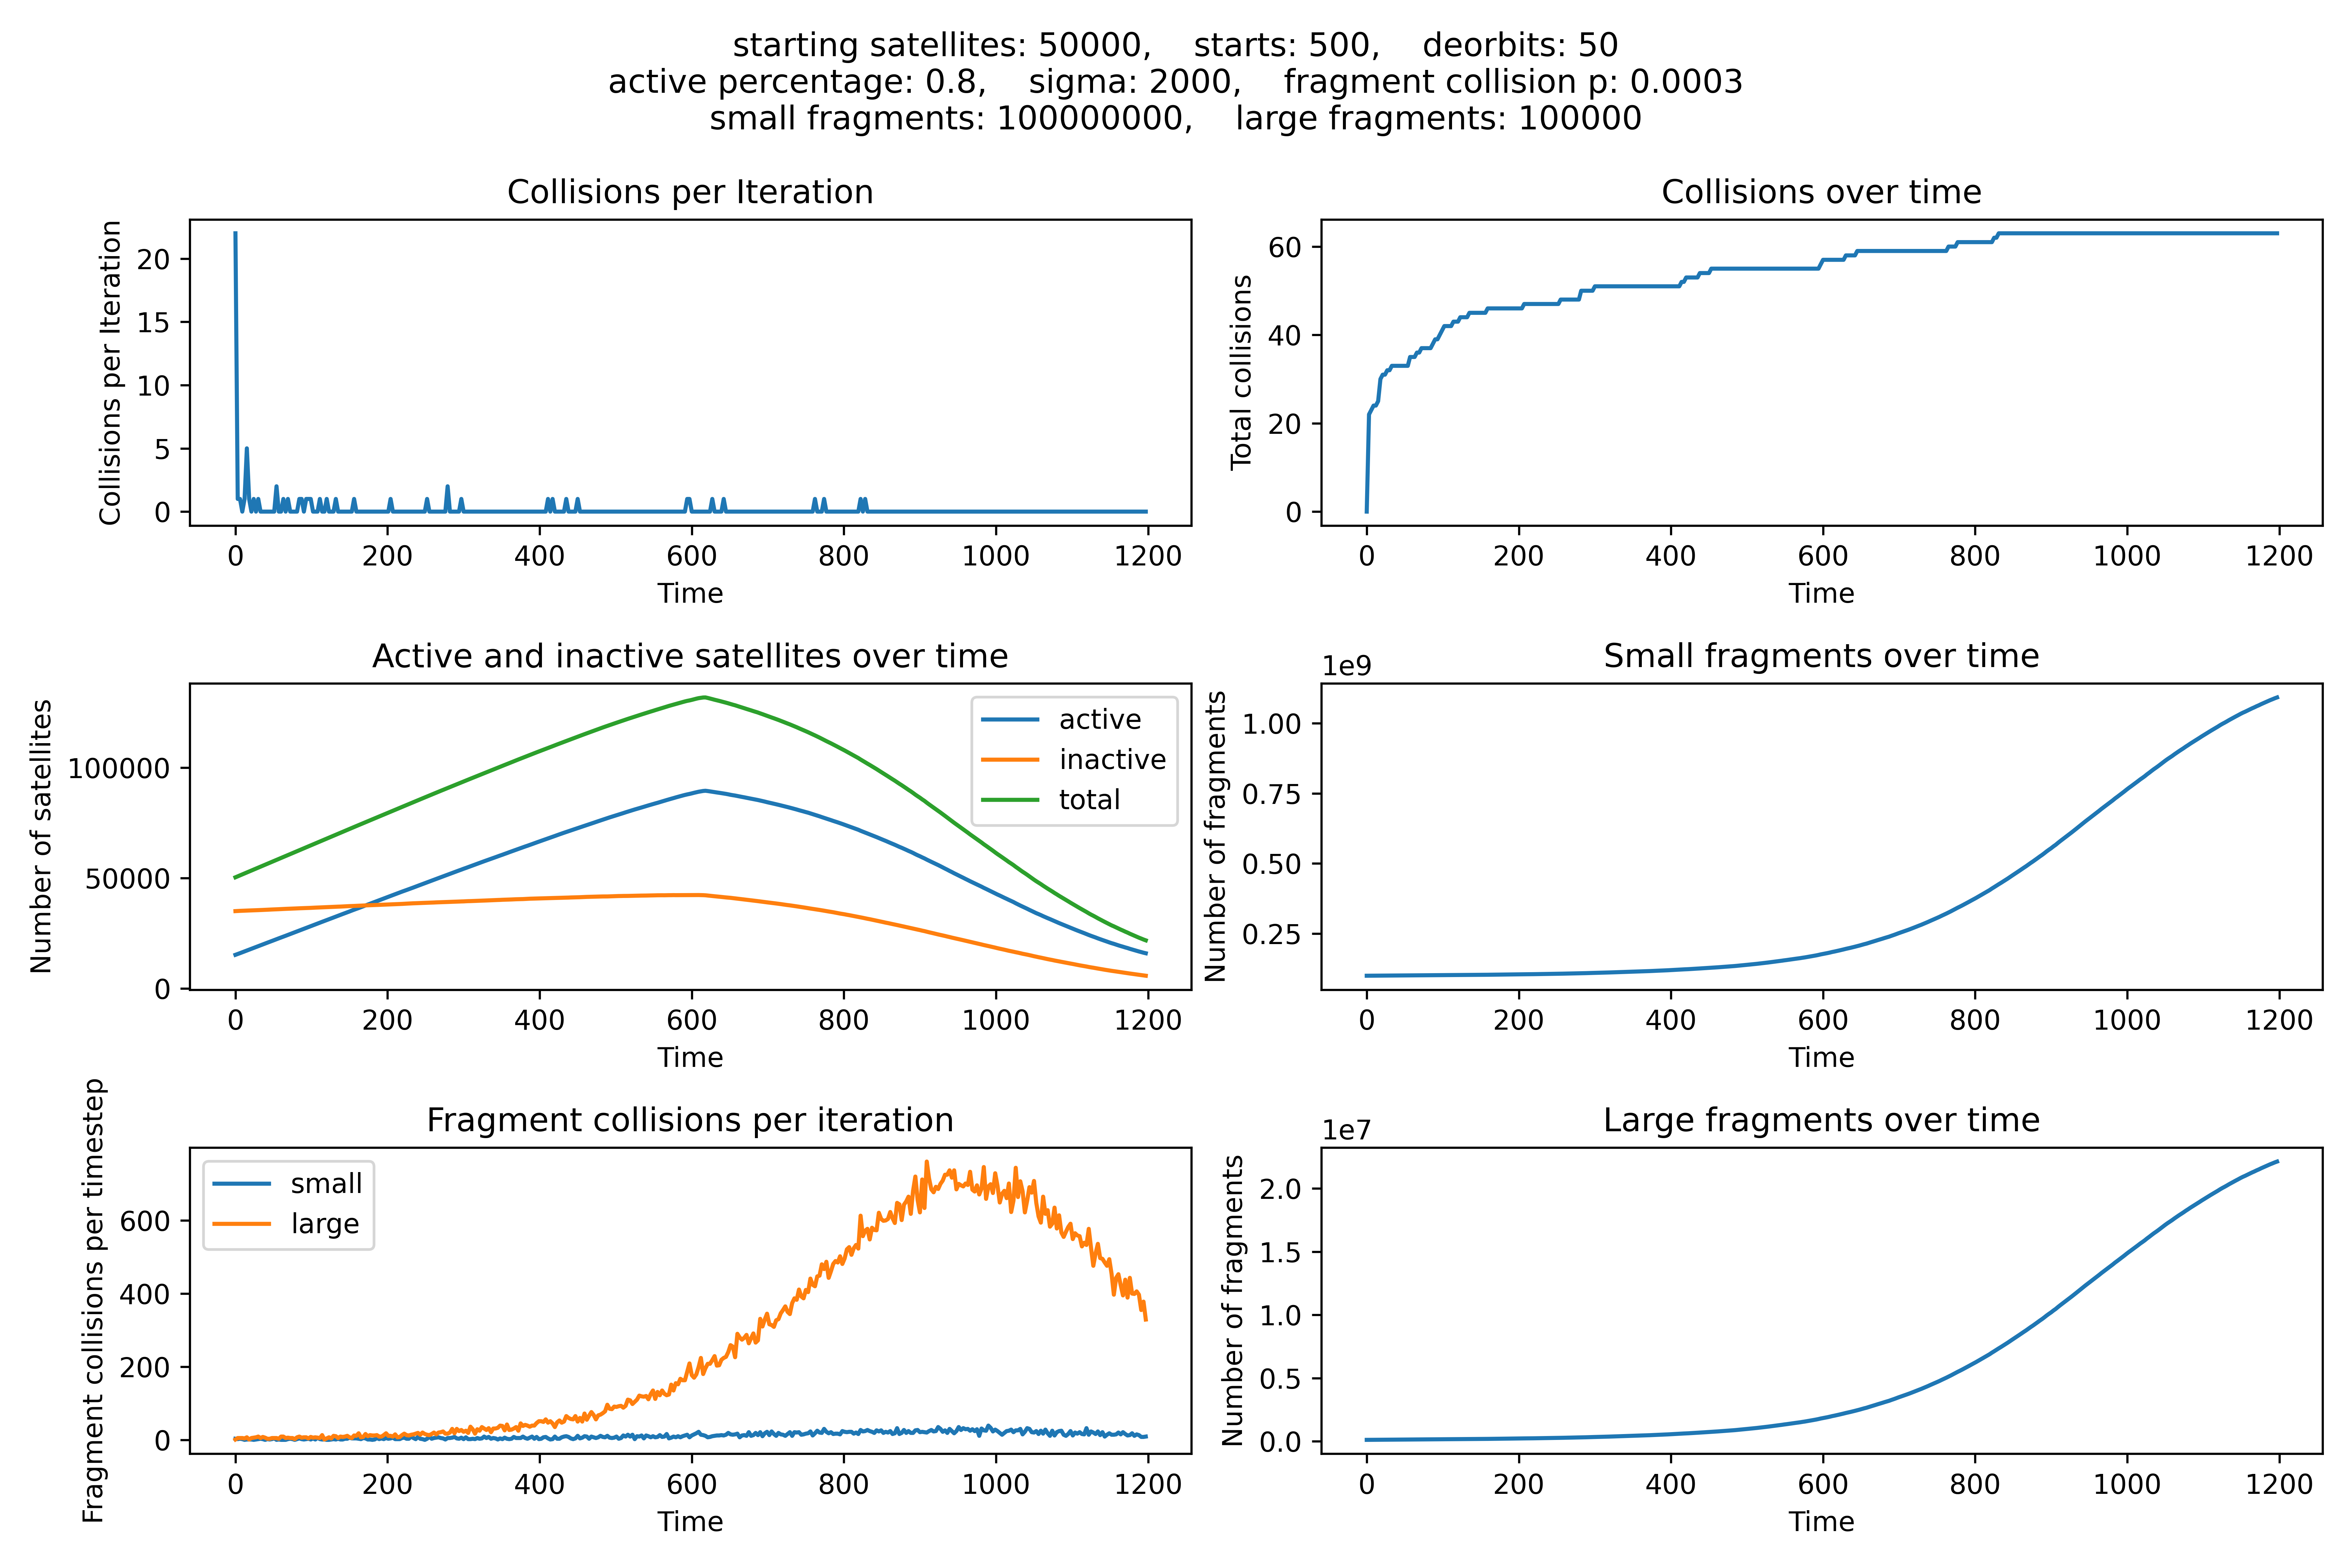 starting satellites: 50000,    starts: 500,    deorbits: 50
active percentage: 0.8,    sigma: 2000,    fragment collision p: 0.0003
small fragments: 100000000,    large fragments: 100000
Collisions per Iteration
Collisions per Iteration
20
15
10
5
0
0 200 400 600 800 1000 1200
Time
Collisions over time
Total collisions
60
40
20
0
0 200 400 600 800 1000 1200
Time
Active and inactive satellites over time
Number of satellites
100000
50000
0
active
inactive
total
0 200 400 600 800 1000 1200
Time
Small fragments over time
1e9
Number of fragments
1.00
0.75
0.50
0.25
0 200 400 600 800 1000 1200
Time
Fragment collisions per iteration
Fragment collisions per timestep
600
400
200
0
small
large
0 200 400 600 800 1000 1200
Time
Large fragments over time
1e7
Number of fragments
2.0
1.5
1.0
0.5
0.0
0 200 400 600 800 1000 1200
Time